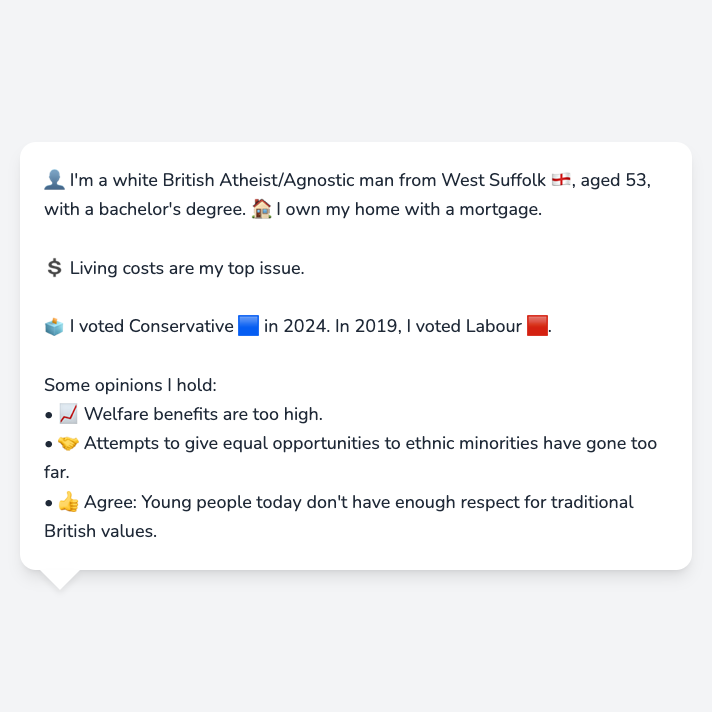 👤 I'm a white British Atheist/Agnostic man from West Suffolk 🏴󠁧󠁢󠁥󠁮󠁧󠁿, aged 53,
with a bachelor's degree. 🏠 I own my home with a mortgage.
💲 Living costs are my top issue.
🗳️ I voted Conservative 🟦 in 2024. In 2019, I voted Labour 🟥.
Some opinions I hold:
• 📈 Welfare benefits are too high.
• 🤝 Attempts to give equal opportunities to ethnic minorities have gone too
far.
• 👍 Agree: Young people today don't have enough respect for traditional
British values.